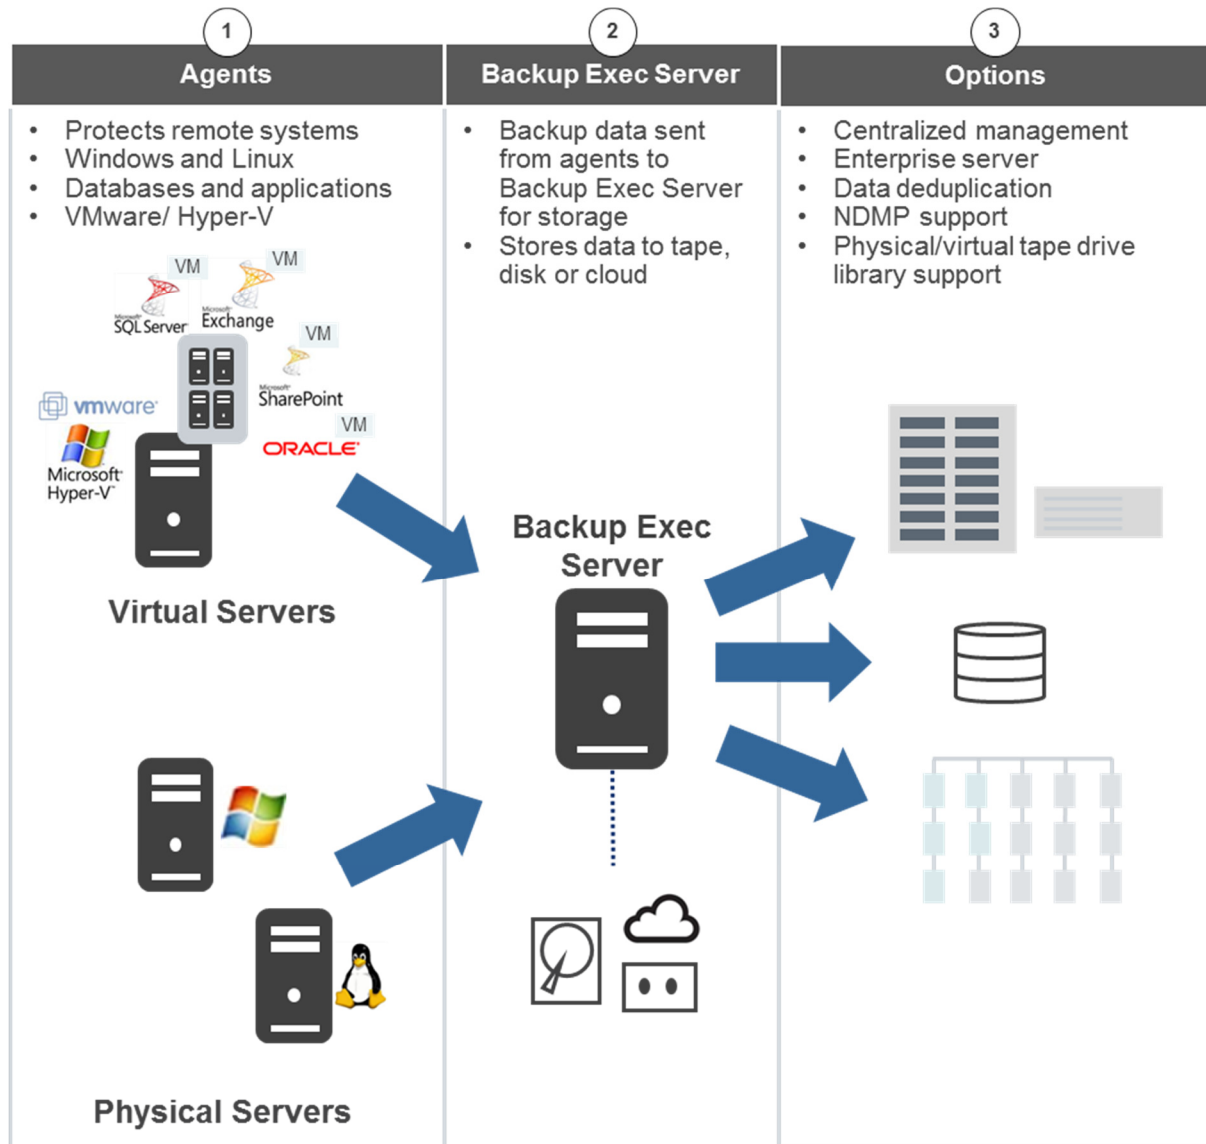 1
Agents
• Protects remote systems
• Windows and Linux
• Databases and applications
• VMware/ Hyper-V
VM
Microsoft
SQL Server
VM
Microsoft
Exchange
VM
Microsoft
SharePoint
VM
ORACLE
vmware
Microsoft
Hyper-V
Virtual Servers
Physical Servers
2
Backup Exec Server
• Backup data sent
from agents to
Backup Exec Server
for storage
• Stores data to tape,
disk or cloud
Backup Exec
Server
3
Options
• Centralized management
• Enterprise server
• Data deduplication
• NDMP support
• Physical/virtual tape drive
library support